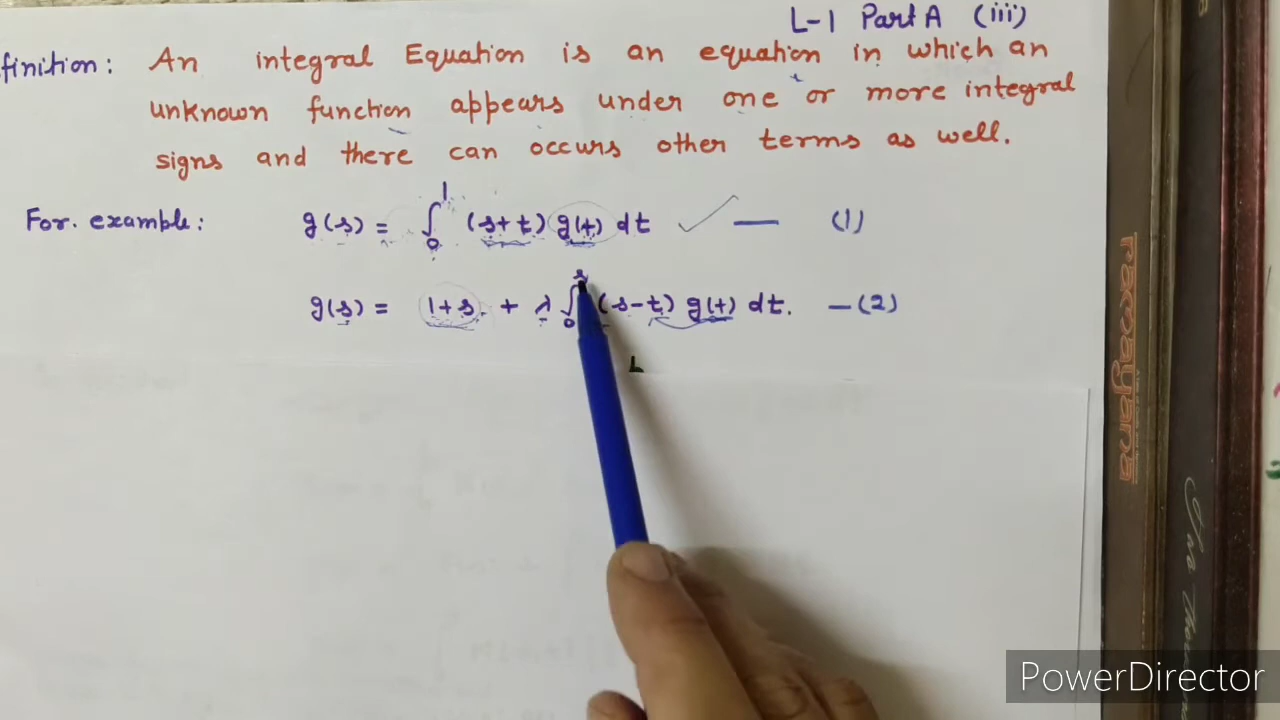 L-1 Part A (iii)
finition: An integral Equation is an equation in which an
unknown function appears under one or more integral
signs and there can occurs other terms as well.
For. example: g(s) = ∫₀¹ (s+t) g(t) dt ✓ — (1)
g(s) = 1+s + λ ∫₀ˢ (s-t) g(t) dt. — (2)
ramayana
PowerDirector